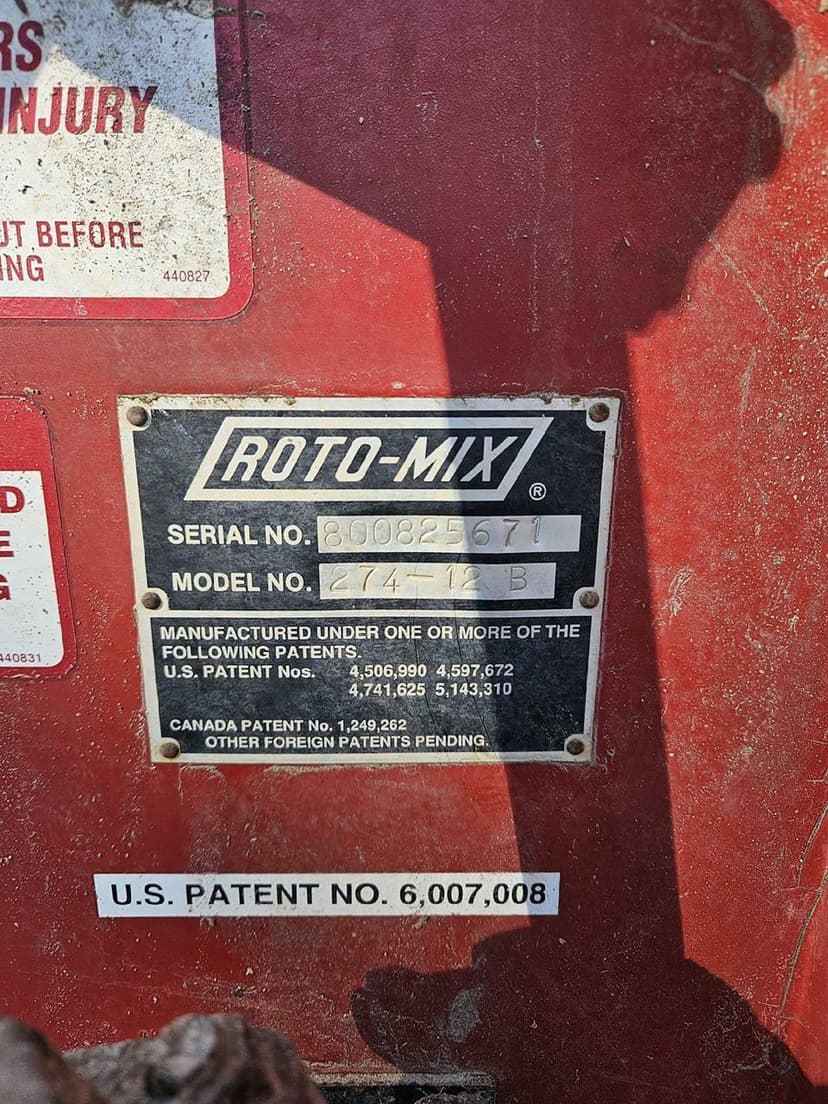 RS
INJURY
UT BEFORE
ING
440827
D
E
G
440831
ROTO-MIX
®
SERIAL NO. 800825671
MODEL NO. 274-12 B
MANUFACTURED UNDER ONE OR MORE OF THE
FOLLOWING PATENTS.
U.S. PATENT Nos. 4,506,990 4,597,672
4,741,625 5,143,310
CANADA PATENT No. 1,249,262
OTHER FOREIGN PATENTS PENDING.
U.S. PATENT NO. 6,007,008